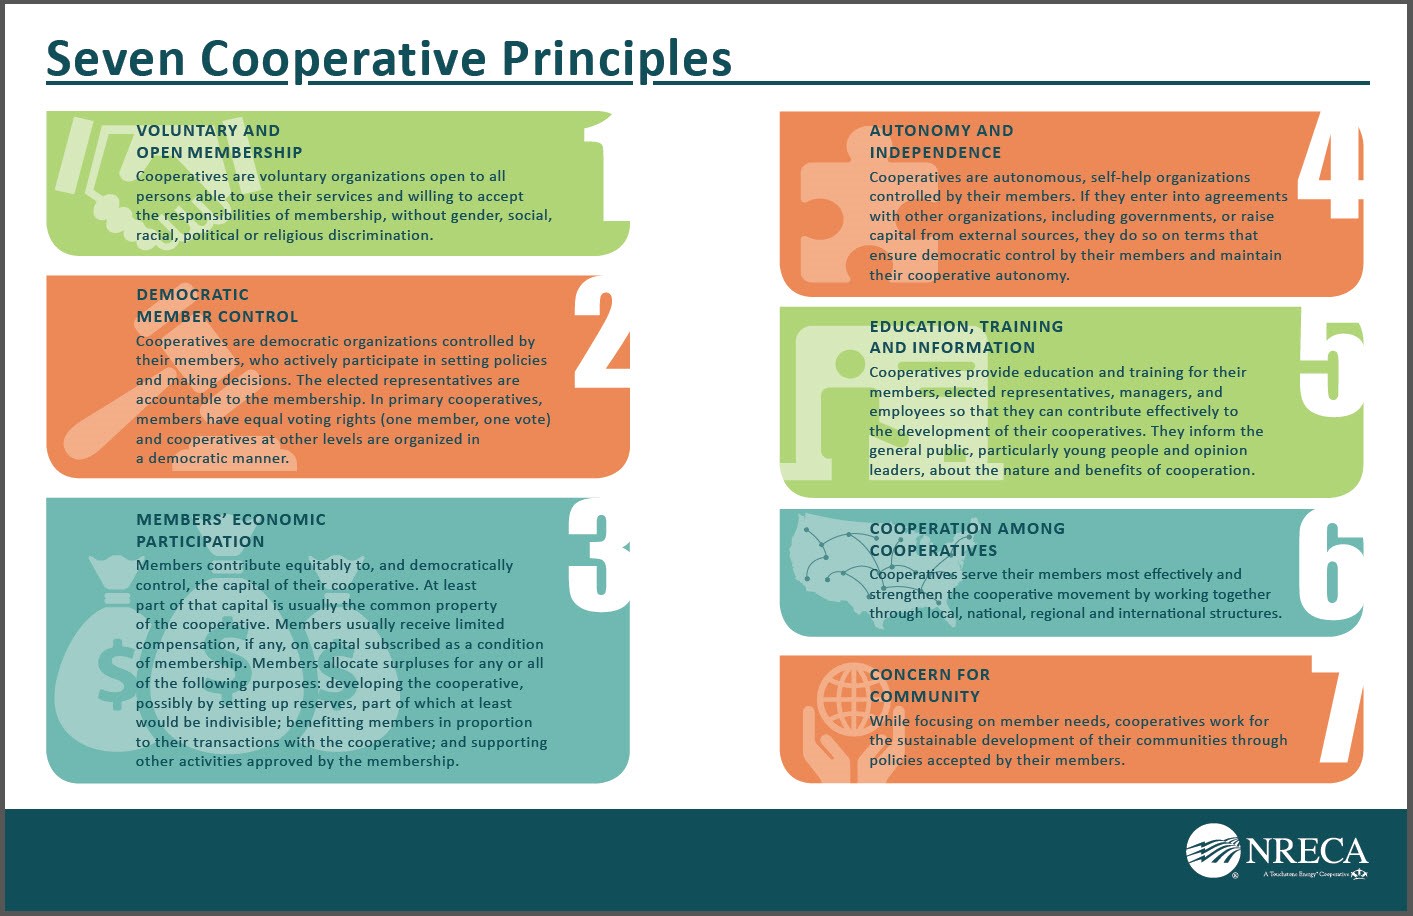 Seven Cooperative Principles
VOLUNTARY AND
OPEN MEMBERSHIP
Cooperatives are voluntary organizations open to all
persons able to use their services and willing to accept
the responsibilities of membership, without gender, social,
racial, political or religious discrimination.
1
DEMOCRATIC
MEMBER CONTROL
Cooperatives are democratic organizations controlled by
their members, who actively participate in setting policies
and making decisions. The elected representatives are
accountable to the membership. In primary cooperatives,
members have equal voting rights (one member, one vote)
and cooperatives at other levels are organized in
a democratic manner.
2
MEMBERS’ ECONOMIC
PARTICIPATION
Members contribute equitably to, and democratically
control, the capital of their cooperative. At least
part of that capital is usually the common property
of the cooperative. Members usually receive limited
compensation, if any, on capital subscribed as a condition
of membership. Members allocate surpluses for any or all
of the following purposes: developing the cooperative,
possibly by setting up reserves, part of which at least
would be indivisible; benefitting members in proportion
to their transactions with the cooperative; and supporting
other activities approved by the membership.
$ $ $
3
AUTONOMY AND
INDEPENDENCE
Cooperatives are autonomous, self-help organizations
controlled by their members. If they enter into agreements
with other organizations, including governments, or raise
capital from external sources, they do so on terms that
ensure democratic control by their members and maintain
their cooperative autonomy.
4
EDUCATION, TRAINING
AND INFORMATION
Cooperatives provide education and training for their
members, elected representatives, managers, and
employees so that they can contribute effectively to
the development of their cooperatives. They inform the
general public, particularly young people and opinion
leaders, about the nature and benefits of cooperation.
5
COOPERATION AMONG
COOPERATIVES
Cooperatives serve their members most effectively and
strengthen the cooperative movement by working together
through local, national, regional and international structures.
6
CONCERN FOR
COMMUNITY
While focusing on member needs, cooperatives work for
the sustainable development of their communities through
policies accepted by their members.
7
NRECA
®
A Touchstone Energy® Cooperative